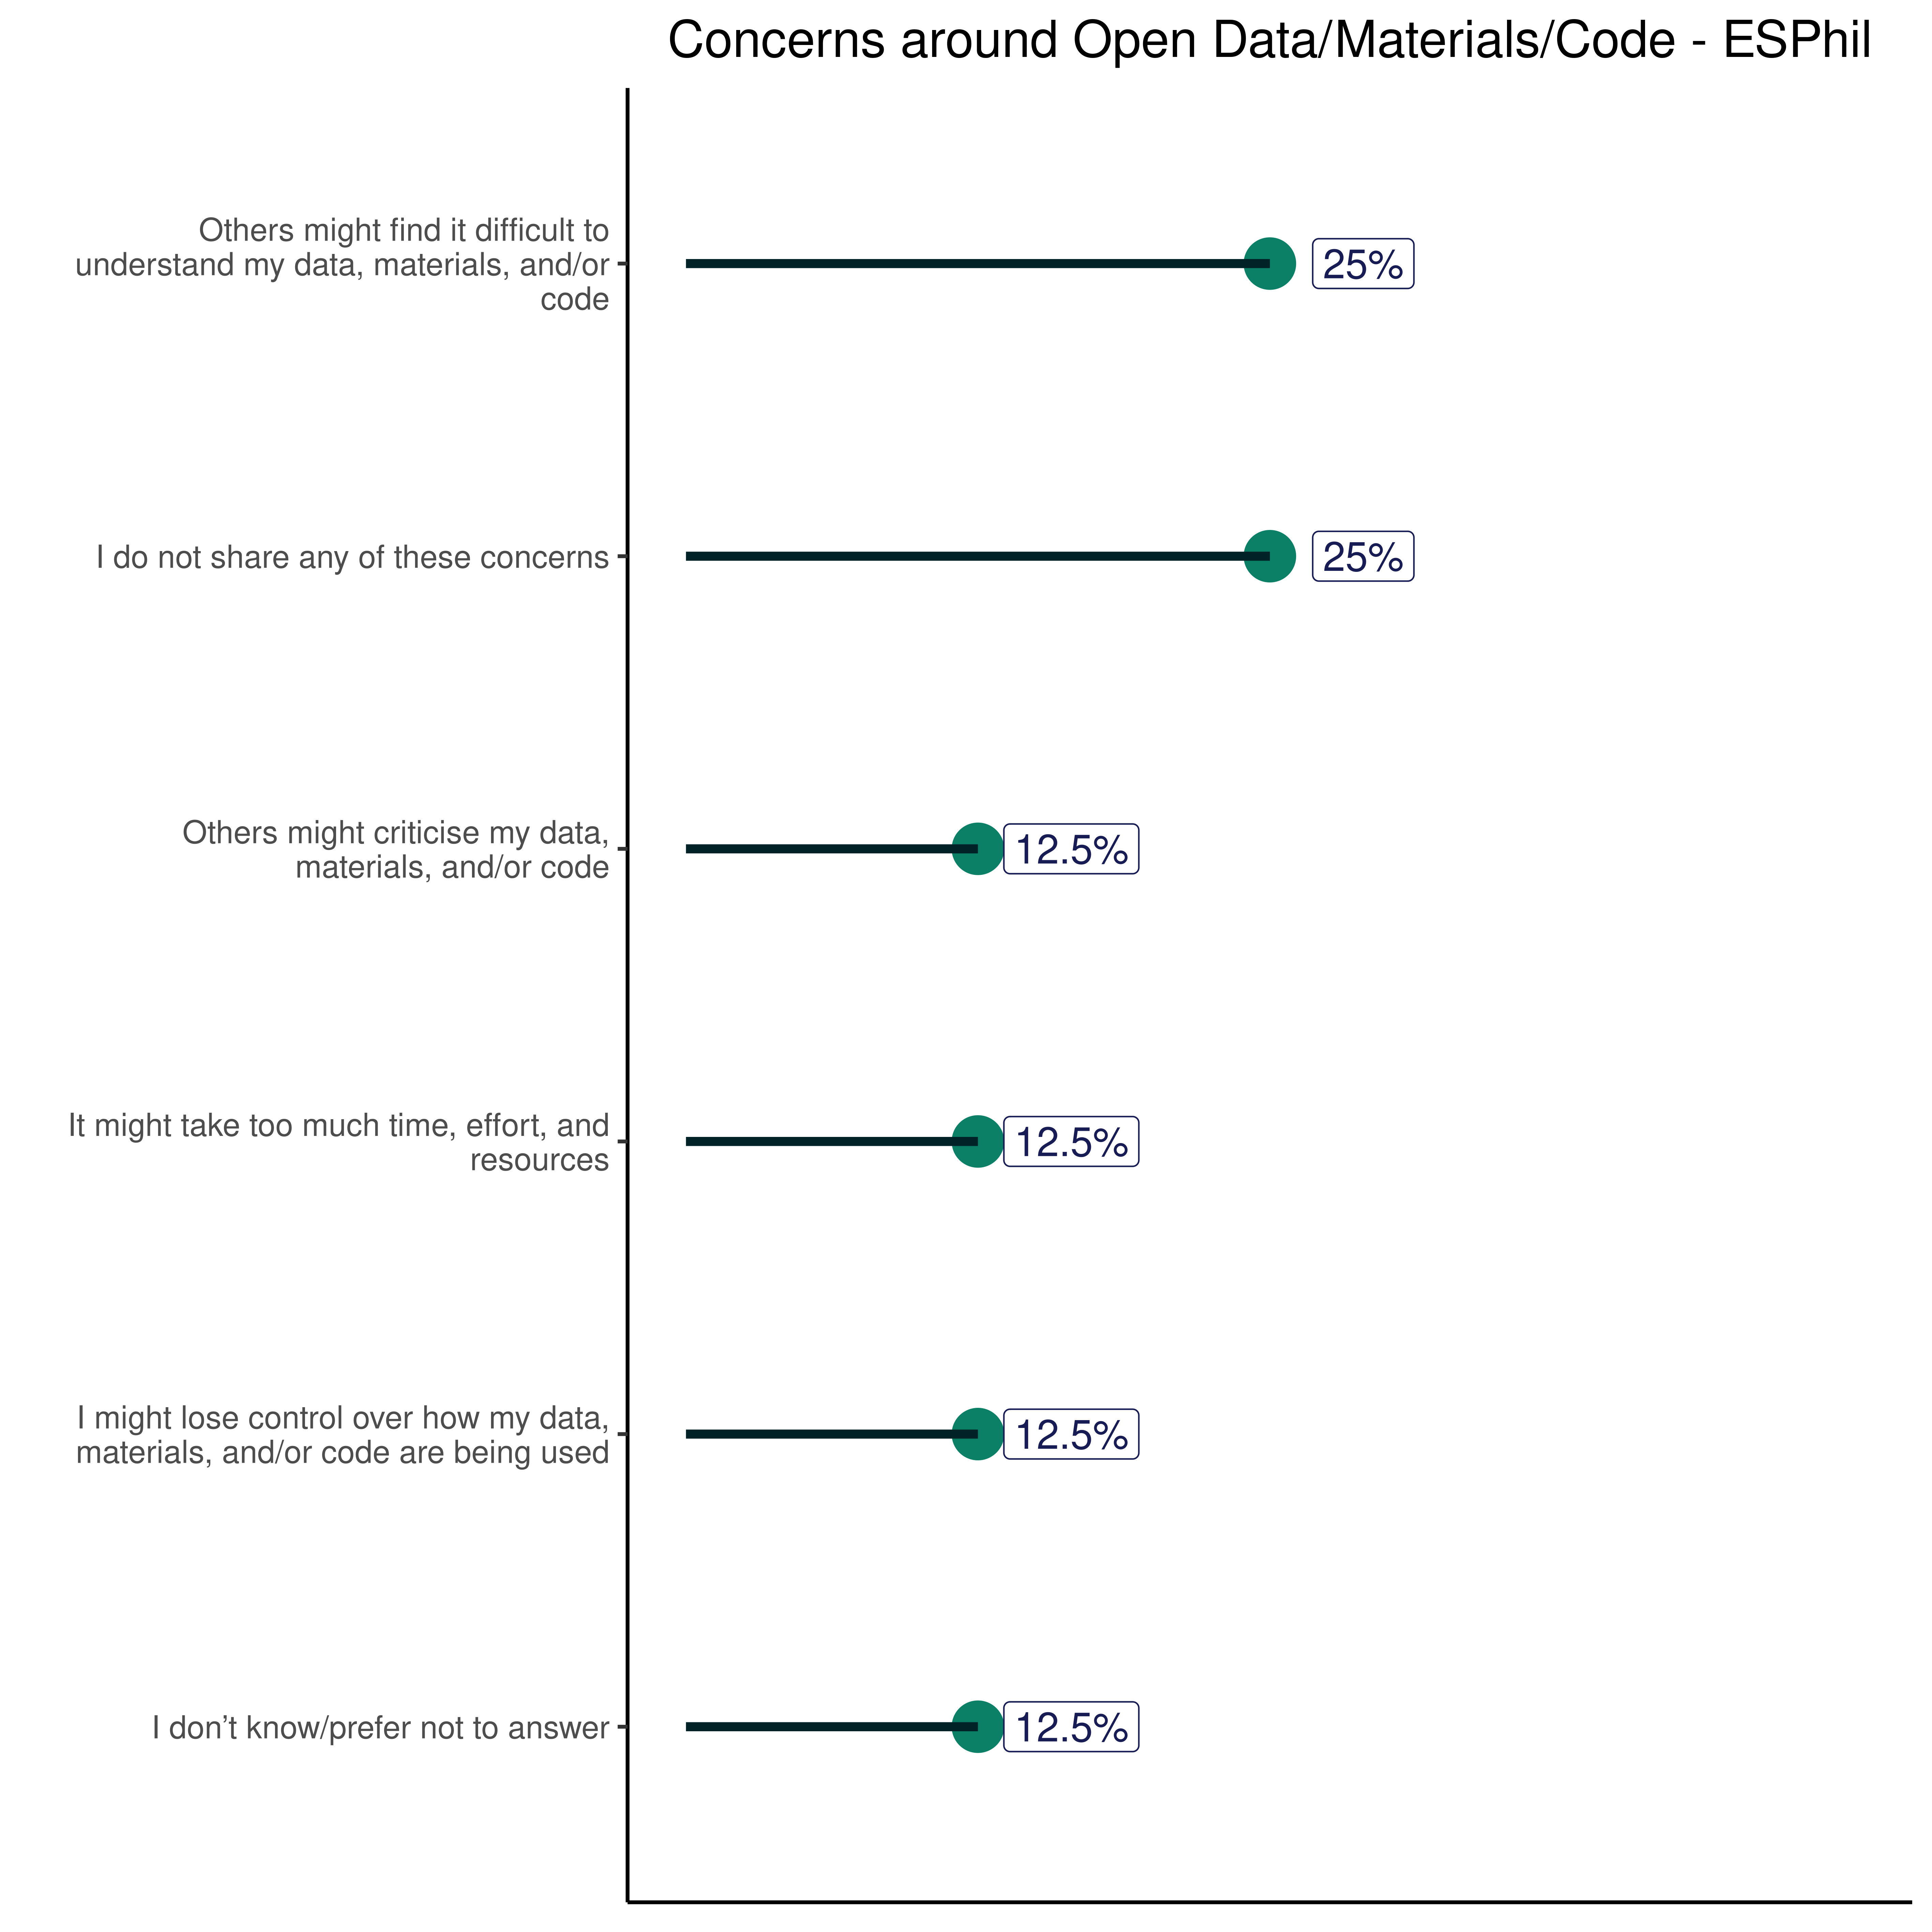 Concerns around Open Data/Materials/Code - ESPhil
Others might find it difficult to
understand my data, materials, and/or
code
25%
I do not share any of these concerns
25%
Others might criticise my data,
materials, and/or code
12.5%
It might take too much time, effort, and
resources
12.5%
I might lose control over how my data,
materials, and/or code are being used
12.5%
I don’t know/prefer not to answer
12.5%